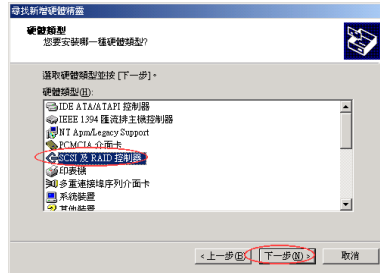 尋找新增硬體精靈
硬體類型
您要安裝哪一種硬體類型?
選取硬體類型並按 [下一步]。
硬體類型(H):
IDE ATA/ATAPI 控制器
IEEE 1394 匯流排主機控制器
NT Apm/Legacy Support
PCMCIA 介面卡
SCSI 及 RAID 控制器
印表機
多重連接埠序列介面卡
系統裝置
其他裝置
<上一步(B)
下一步(N)>
取消